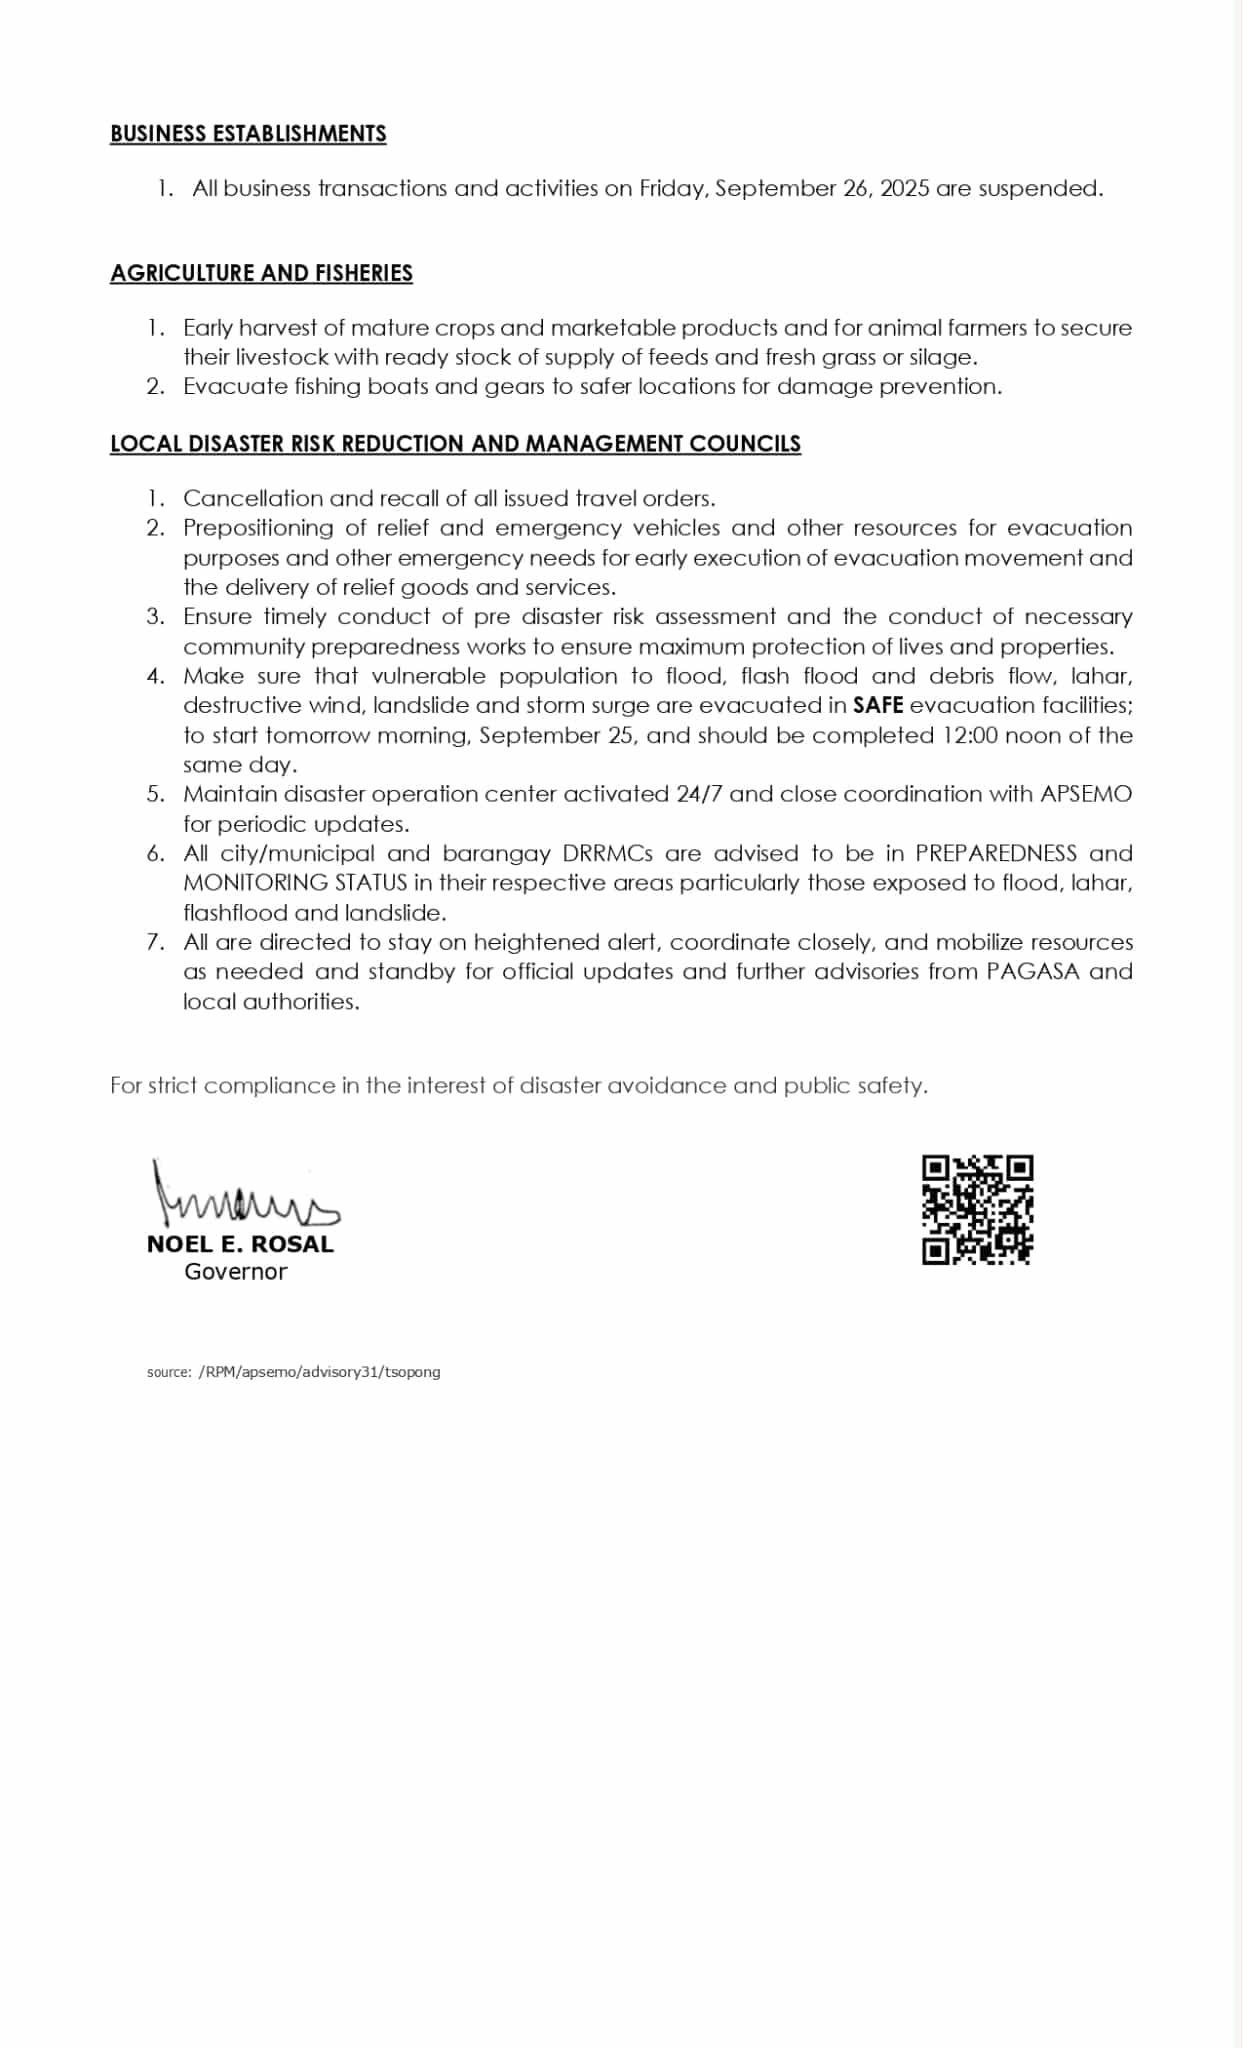 BUSINESS ESTABLISHMENTS
1. All business transactions and activities on Friday, September 26, 2025 are suspended.
AGRICULTURE AND FISHERIES
1. Early harvest of mature crops and marketable products and for animal farmers to secure
their livestock with ready stock of supply of feeds and fresh grass or silage.
2. Evacuate fishing boats and gears to safer locations for damage prevention.
LOCAL DISASTER RISK REDUCTION AND MANAGEMENT COUNCILS
1. Cancellation and recall of all issued travel orders.
2. Prepositioning of relief and emergency vehicles and other resources for evacuation
purposes and other emergency needs for early execution of evacuation movement and
the delivery of relief goods and services.
3. Ensure timely conduct of pre disaster risk assessment and the conduct of necessary
community preparedness works to ensure maximum protection of lives and properties.
4. Make sure that vulnerable population to flood, flash flood and debris flow, lahar,
destructive wind, landslide and storm surge are evacuated in SAFE evacuation facilities;
to start tomorrow morning, September 25, and should be completed 12:00 noon of the
same day.
5. Maintain disaster operation center activated 24/7 and close coordination with APSEMO
for periodic updates.
6. All city/municipal and barangay DRRMCs are advised to be in PREPAREDNESS and
MONITORING STATUS in their respective areas particularly those exposed to flood, lahar,
flashflood and landslide.
7. All are directed to stay on heightened alert, coordinate closely, and mobilize resources
as needed and standby for official updates and further advisories from PAGASA and
local authorities.
For strict compliance in the interest of disaster avoidance and public safety.
NOEL E. ROSAL
Governor
source: /RPM/apsemo/advisory31/tsopong